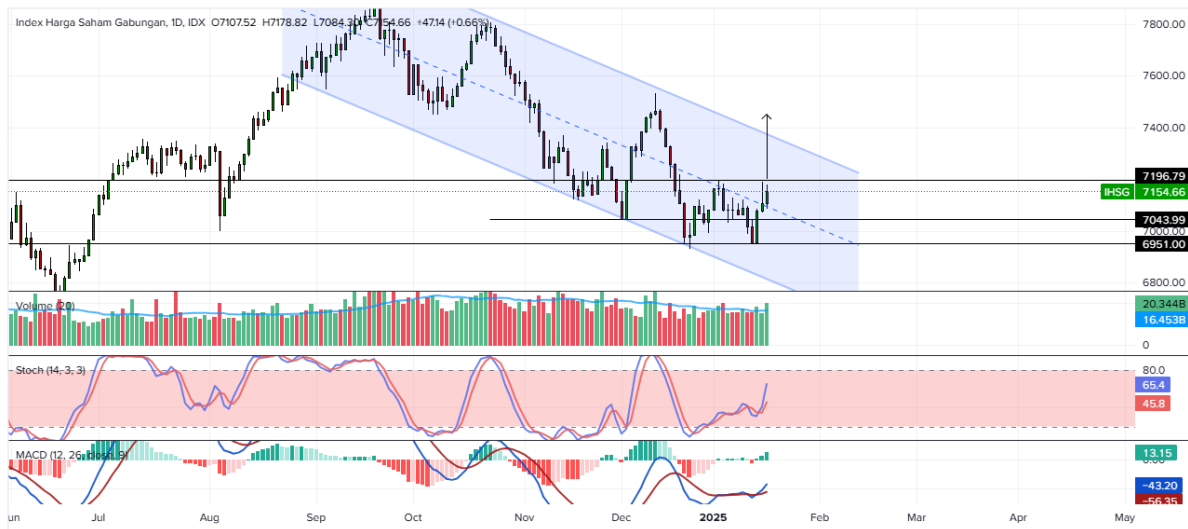 Index Harga Saham Gabungan, 1D, IDX O7107.52 H7178.82 L7084.30 C7154.66 +47.14 (+0.66%)
7800.00
7600.00
7400.00
7196.79
IHSG 7154.66
7043.99
7000.00
6951.00
6800.00
Volume (20)
20.344B
16.453B
0
Stoch (14, 3, 3)
80.0
65.4
45.8
MACD (12, 26, close, 9)
13.15
0.00
−43.20
−56.35
un Jul Aug Sep Oct Nov Dec 2025 Feb Mar Apr May